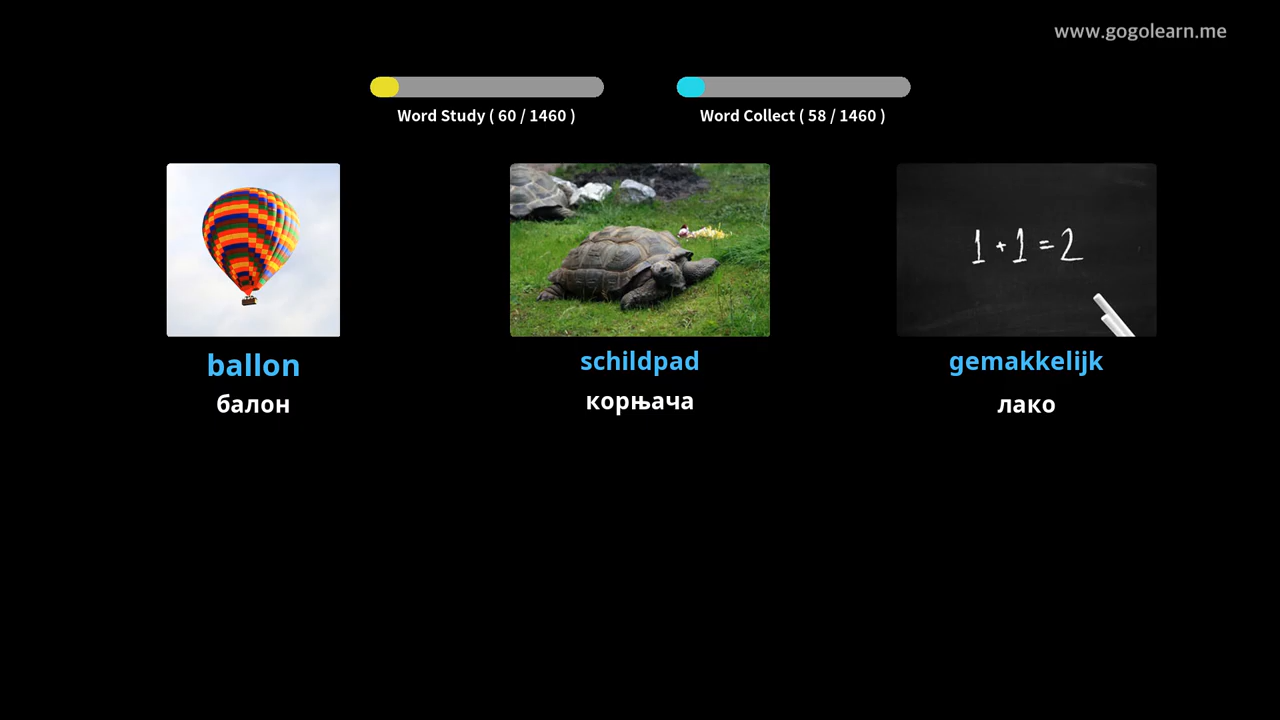 www.gogolearn.me
Word Study ( 60 / 1460 )
Word Collect ( 58 / 1460 )
1 + 1 = 2
ballon
schildpad
gemakkelijk
балон
корњача
лако